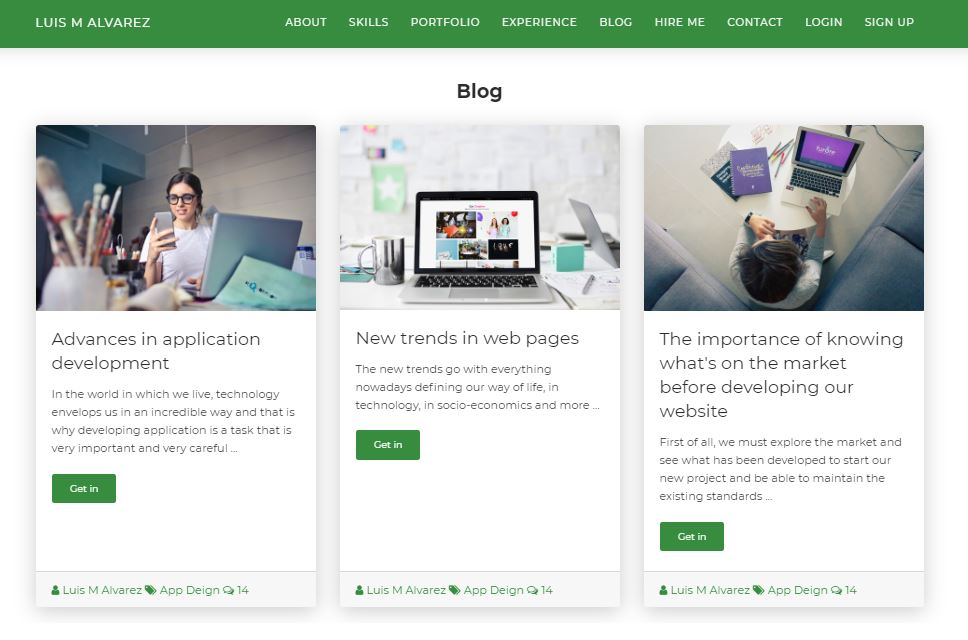 LUIS M ALVAREZ
ABOUT SKILLS PORTFOLIO EXPERIENCE BLOG HIRE ME CONTACT LOGIN SIGN UP
Blog
Advances in application
development
In the world in which we live, technology
envelops us in an incredible way and that is
why developing application is a task that is
very important and very careful ...
Get in
Luis M Alvarez App Deign 14
New trends in web pages
The new trends go with everything
nowadays defining our way of life, in
technology, in socio-economics and more ...
Get in
Luis M Alvarez App Deign 14
The importance of knowing
what's on the market
before developing our
website
First of all, we must explore the market and
see what has been developed to start our
new project and be able to maintain the
existing standards ...
Get in
Luis M Alvarez App Deign 14